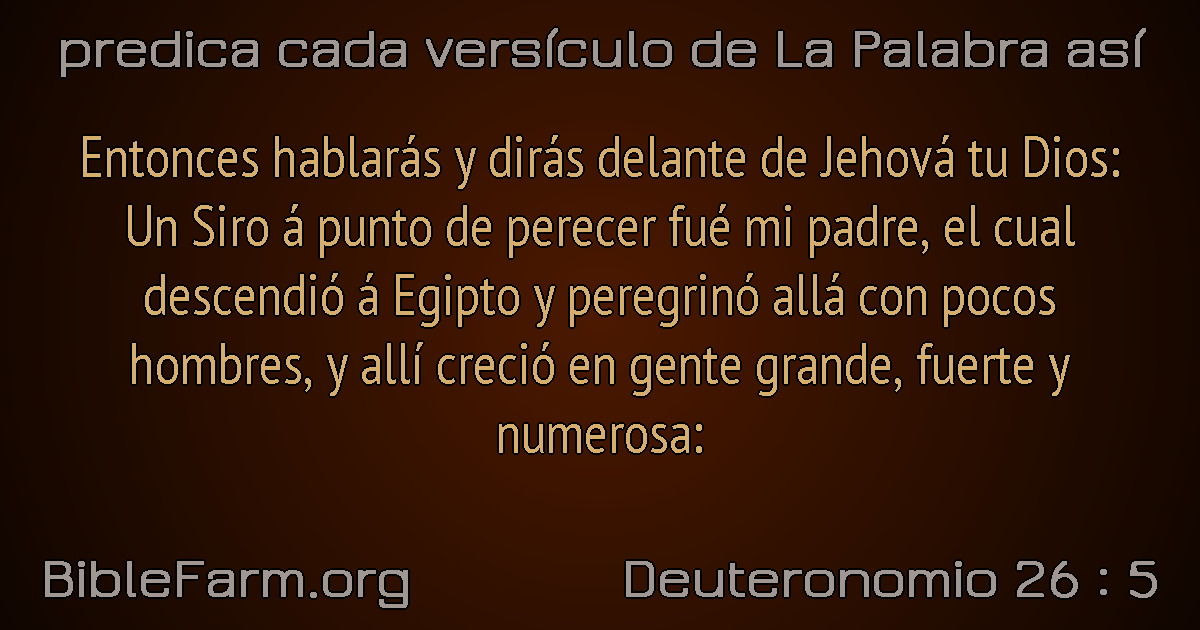 predica cada versículo de La Palabra así
Entonces hablarás y dirás delante de Jehová tu Dios:
Un Siro á punto de perecer fué mi padre, el cual
descendió á Egipto y peregrinó allá con pocos
hombres, y allí creció en gente grande, fuerte y
numerosa:
BibleFarm.org
Deuteronomio 26 : 5